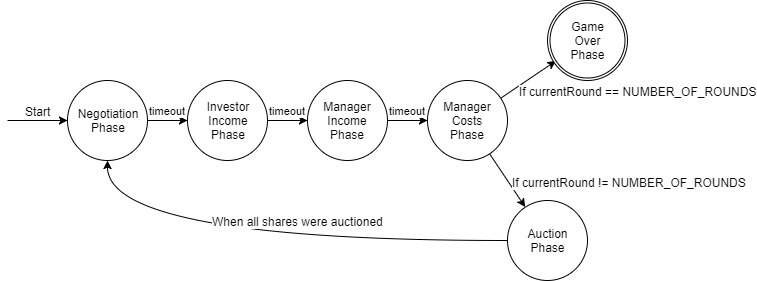 Game
Over
Phase
If currentRound == NUMBER_OF_ROUNDS
Start
Negotiation
Phase
timeout
Investor
Income
Phase
timeout
Manager
Income
Phase
timeout
Manager
Costs
Phase
If currentRound != NUMBER_OF_ROUNDS
When all shares were auctioned
Auction
Phase